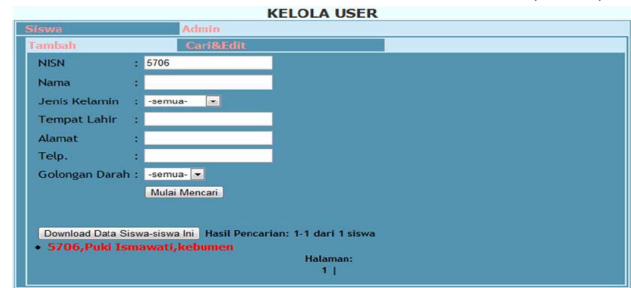 KELOLA USER
Siswa Admin
Tambah Cari&Edit
NISN : 5706
Nama :
Jenis Kelamin : -semua-
Tempat Lahir :
Alamat :
Telp. :
Golongan Darah : -semua-
Mulai Mencari
Download Data Siswa-siswa Ini Hasil Pencarian: 1-1 dari 1 siswa
• 5706,Puki Ismawati,kebumen
Halaman:
1 |